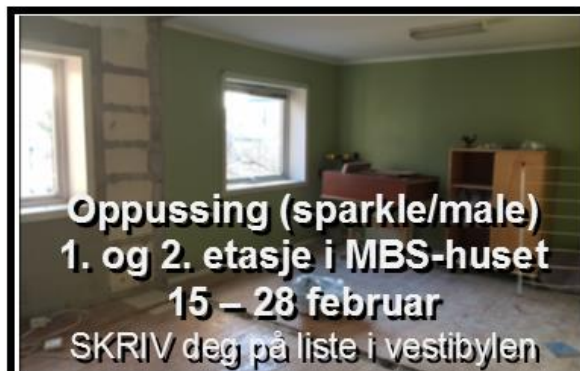 Oppussing (sparkle/male)
1. og 2. etasje i MBS-huset
15 – 28 februar
SKRIV deg på liste i vestibylen